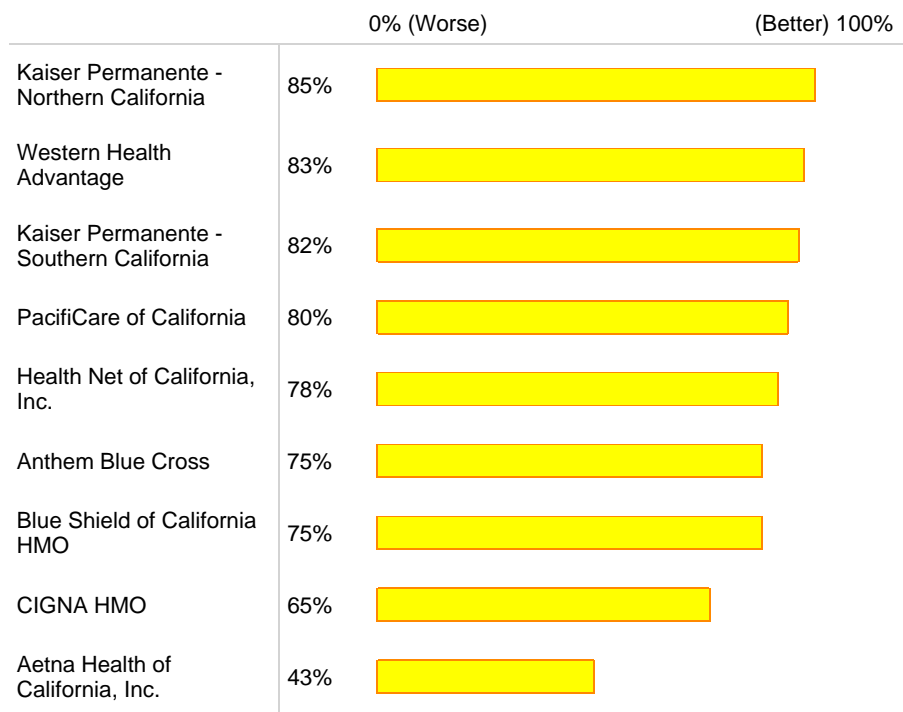 0% (Worse) (Better) 100%
Kaiser Permanente -
Northern California
85%
Western Health
Advantage
83%
Kaiser Permanente -
Southern California
82%
PacifiCare of California 80%
Health Net of California,
Inc.
78%
Anthem Blue Cross 75%
Blue Shield of California
HMO
75%
CIGNA HMO 65%
Aetna Health of
California, Inc.
43%